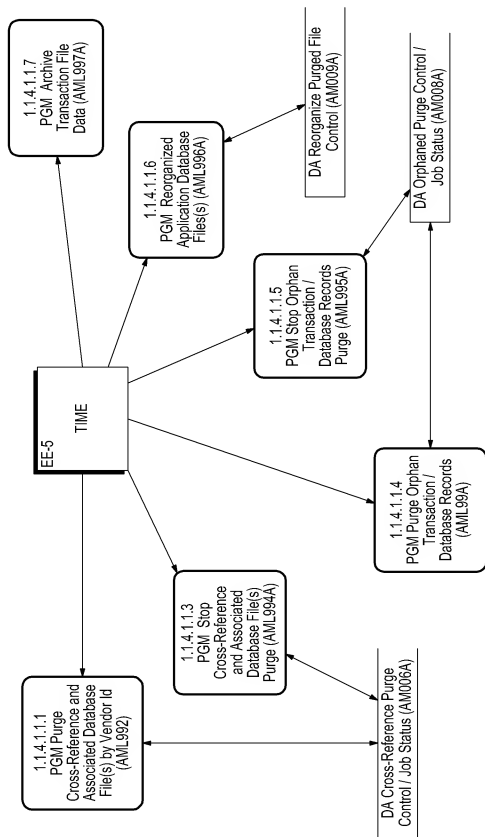 1.1.4.1.1.1
PGM Purge
Cross-Reference and
Associated Database
File(s) by Vendor Id
(AML992)
EE-5
TIME
1.1.4.1.1.7
PGM Archive
Transaction File
Data (AML997A)
1.1.4.1.1.3
PGM Stop
Cross-Reference
and Associated
Database File(s)
Purge (AML994A)
1.1.4.1.1.6
PGM Reorganized
Application Database
Files(s) (AML996A)
1.1.4.1.1.5
PGM Stop Orphan
Transaction /
Database Records
Purge (AML995A)
DA Reorganize Purged File
Control (AM009A)
DA Cross-Reference Purge
Control / Job Status (AM006A)
1.1.4.1.1.4
PGM Purge Orphan
Transaction /
Database Records
(AML99A)
DA Orphaned Purge Control /
Job Status (AM008A)